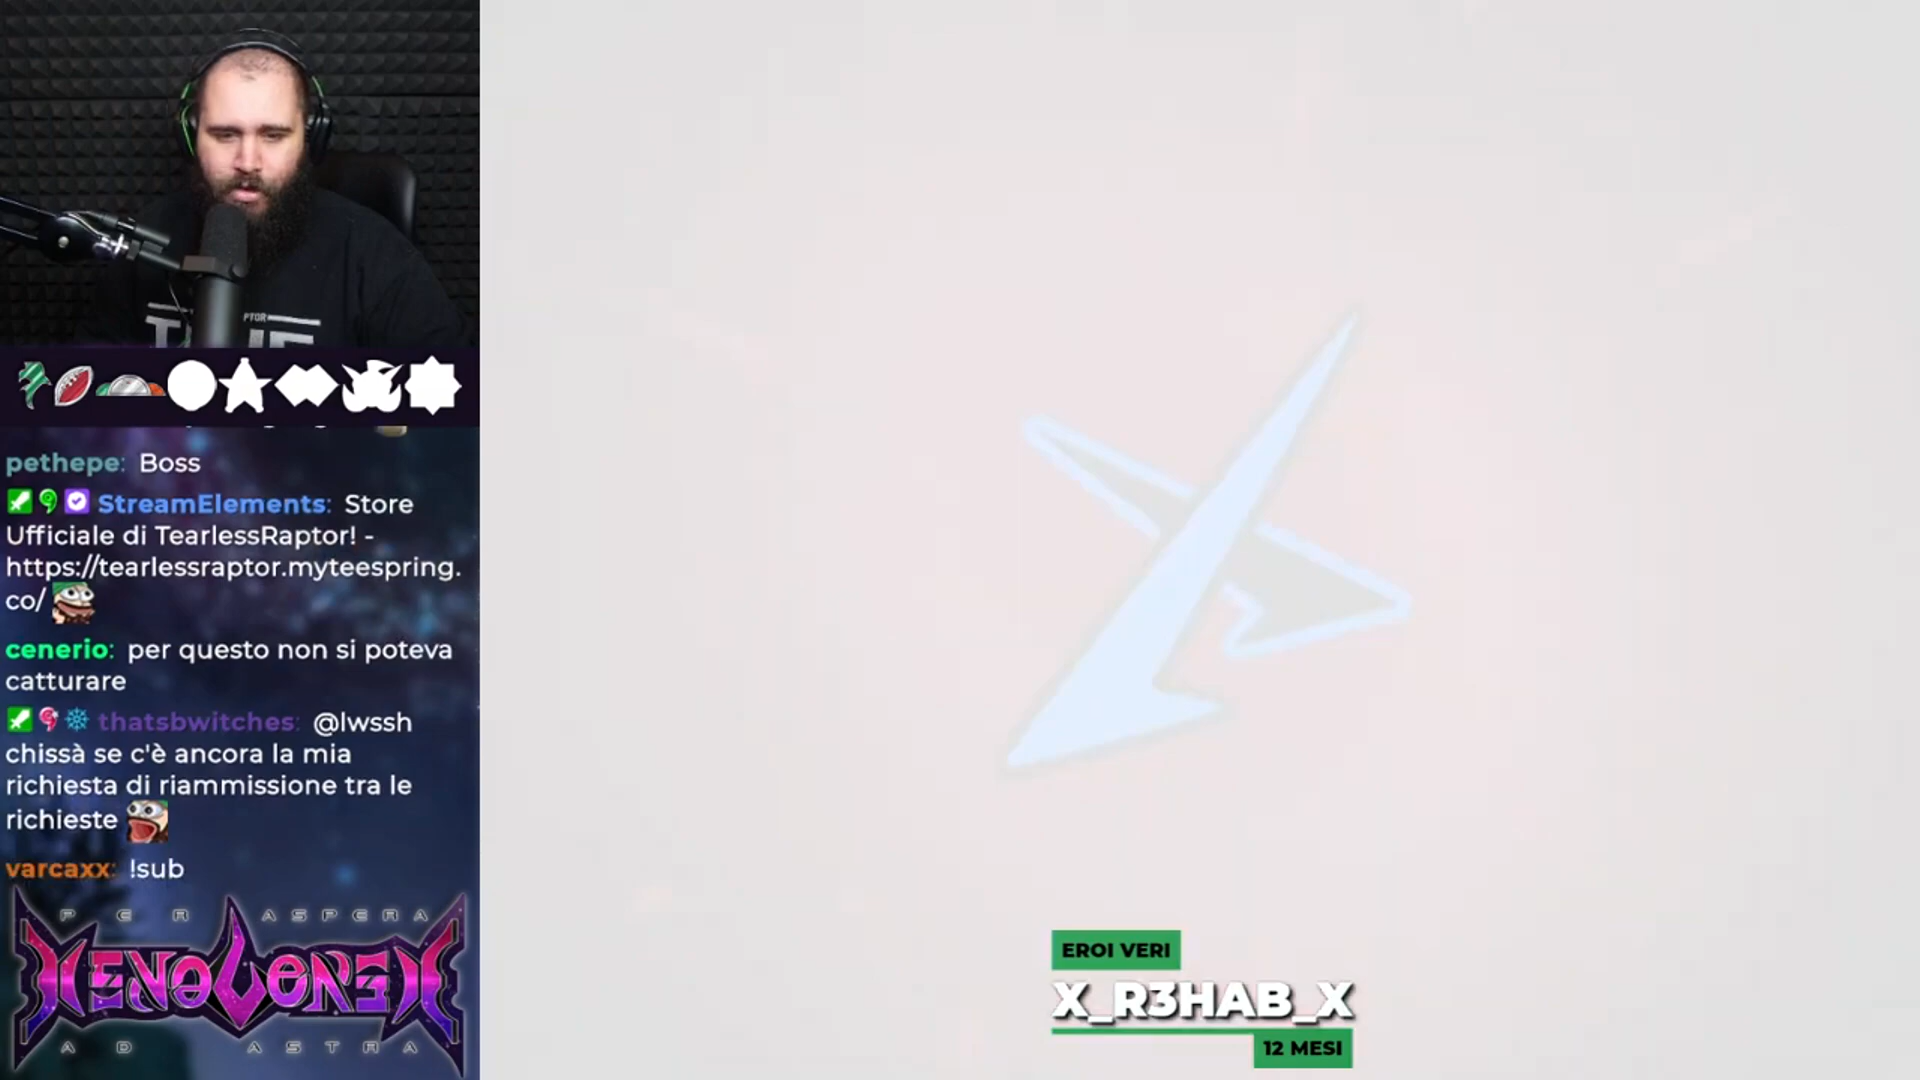 PTOR
pethepe: Boss
StreamElements: Store
Ufficiale di TearlessRaptor! -
https://tearlessraptor.myteespring.
co/
cenerio: per questo non si poteva
catturare
thatsbwitches: @lwssh
chissà se c'è ancora la mia
richiesta di riammissione tra le
richieste
varcaxx: !sub
PER ASPERA
XENOVERSEX
AD ASTRA
EROI VERI
X_R3HAB_X
12 MESI